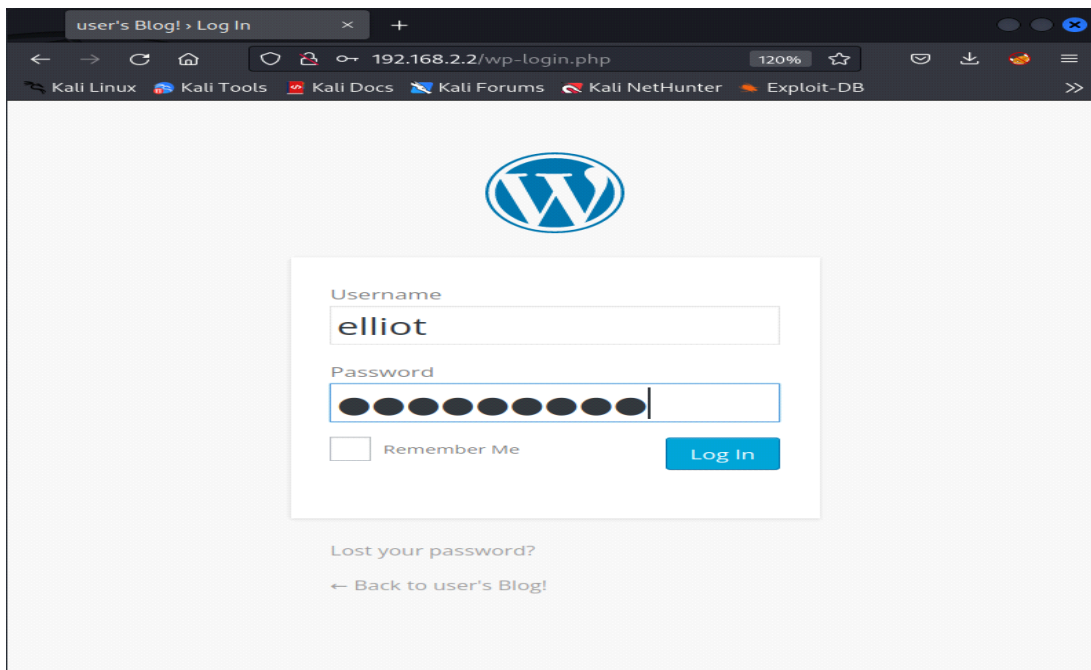 user's Blog! › Log In
192.168.2.2/wp-login.php 120%
Kali Linux Kali Tools Kali Docs Kali Forums Kali NetHunter Exploit-DB
Username
elliot
Password
●●●●●●●●●
Remember Me Log In
Lost your password?
← Back to user's Blog!